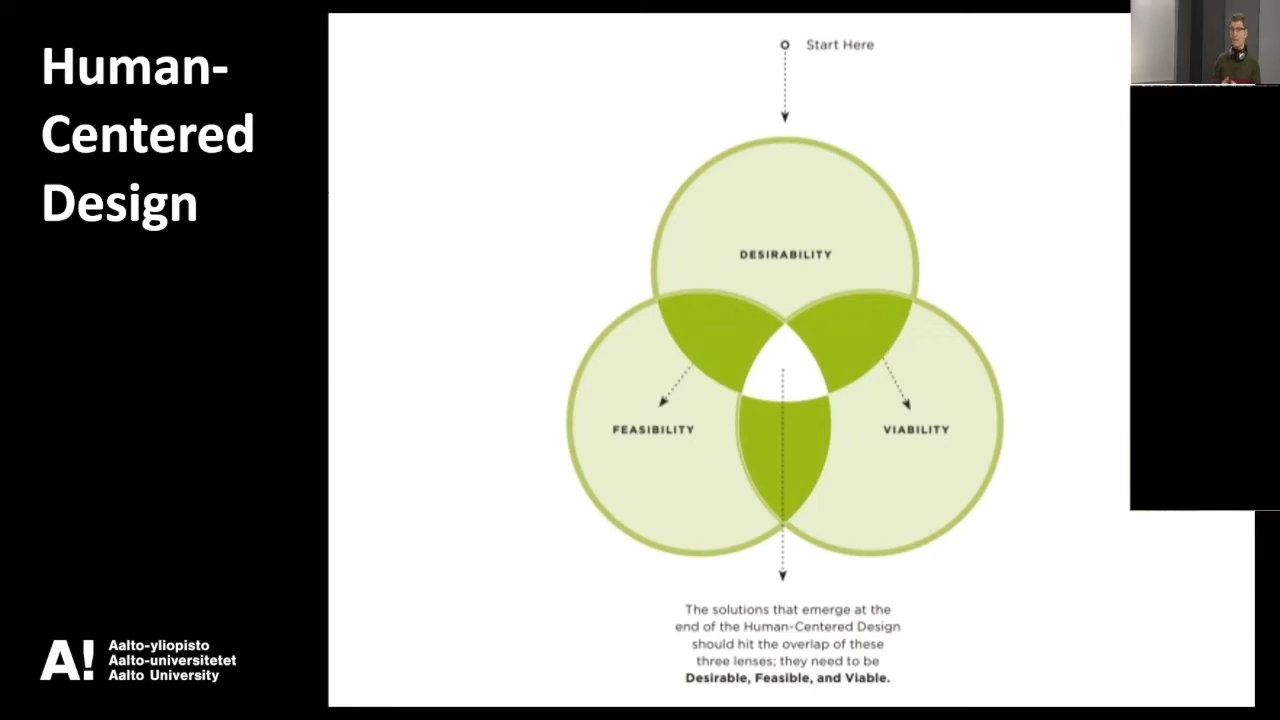 Human-
Centered
Design
Start Here
DESIRABILITY
FEASIBILITY
VIABILITY
The solutions that emerge at the
end of the Human-Centered Design
should hit the overlap of these
three lenses; they need to be
Desirable, Feasible, and Viable.
A!
Aalto-yliopisto
Aalto-universitetet
Aalto University